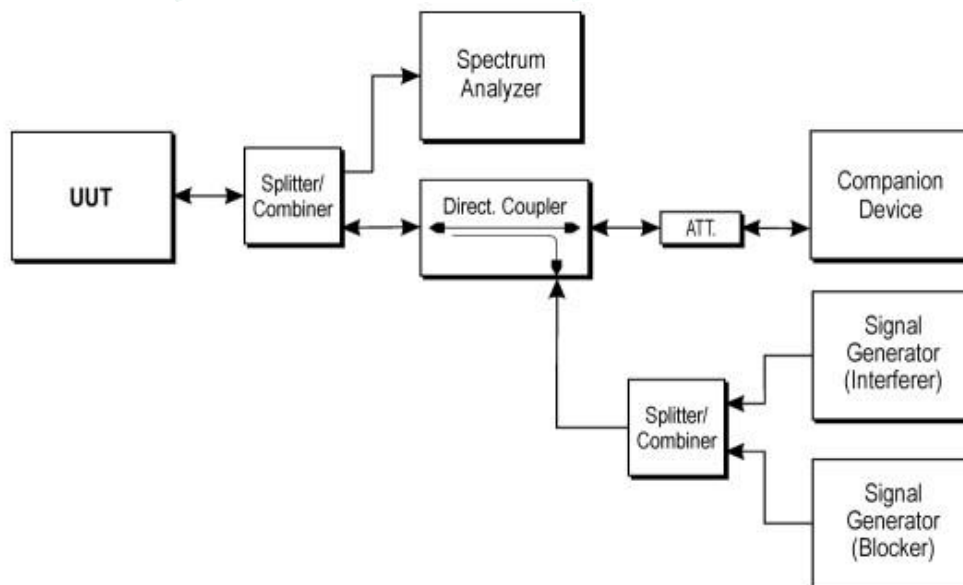 Spectrum
Analyzer
UUT
Splitter/
Combiner
Direct. Coupler
ATT.
Companion
Device
Signal
Generator
(Interferer)
Splitter/
Combiner
Signal
Generator
(Blocker)